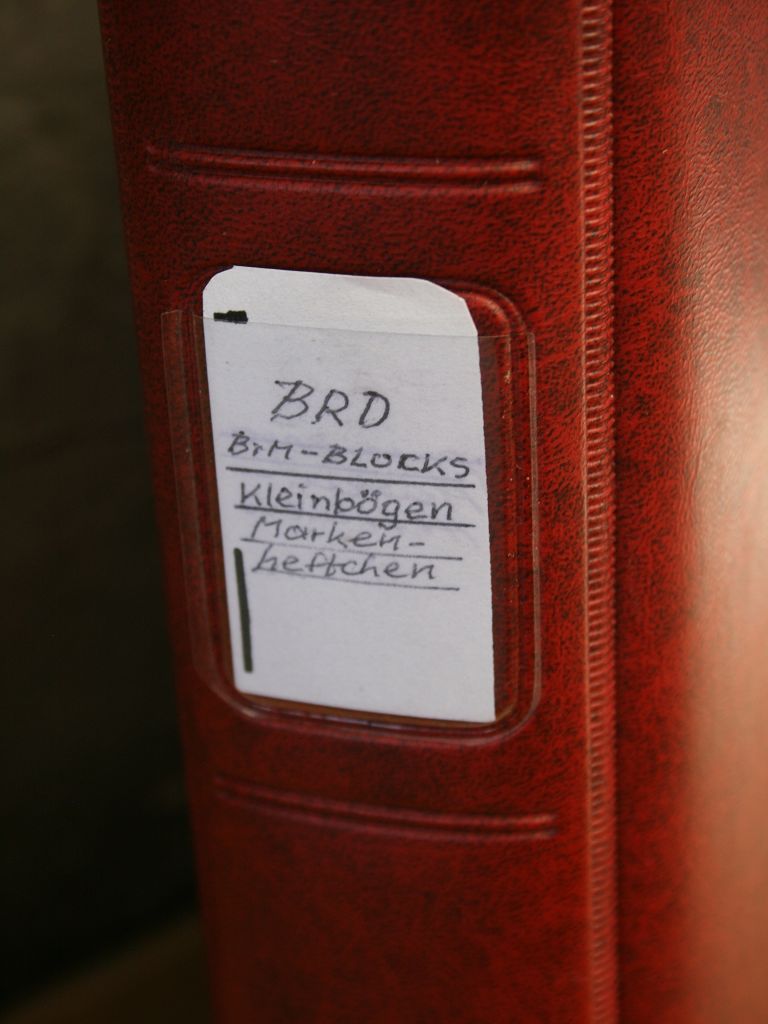 BRD
BrM-BLOCKS
Kleinbögen
Marken-
heftchen